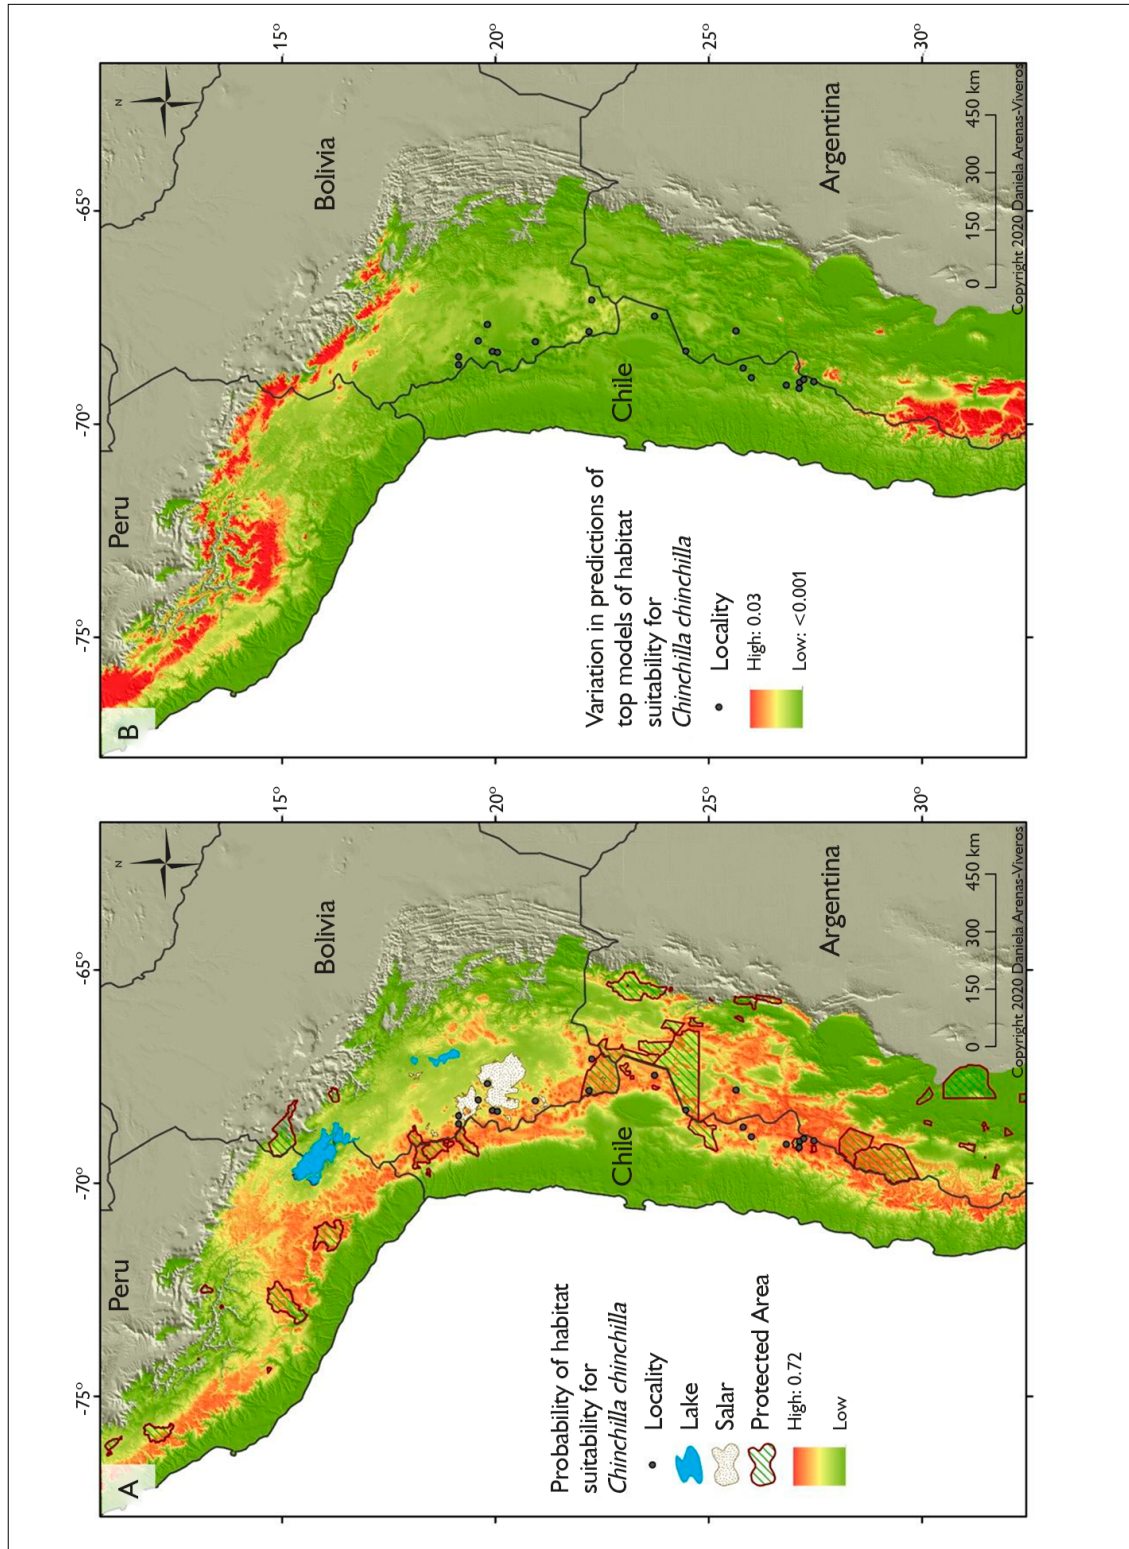 A
-75°
-70°
-65°
15°
20°
25°
30°
N
Peru
Bolivia
Chile
Argentina
Probability of habitat
suitability for
Chinchilla chinchilla
Locality
Lake
Salar
Protected Area
High: 0.72
Low
0 150 300 450 km
Copyright 2020 Daniela Arenas-Viveros
B
-75°
-70°
-65°
15°
20°
25°
30°
N
Peru
Bolivia
Chile
Argentina
Variation in predictions of
top models of habitat
suitability for
Chinchilla chinchilla
Locality
High: 0.03
Low: <0.001
0 150 300 450 km
Copyright 2020 Daniela Arenas-Viveros